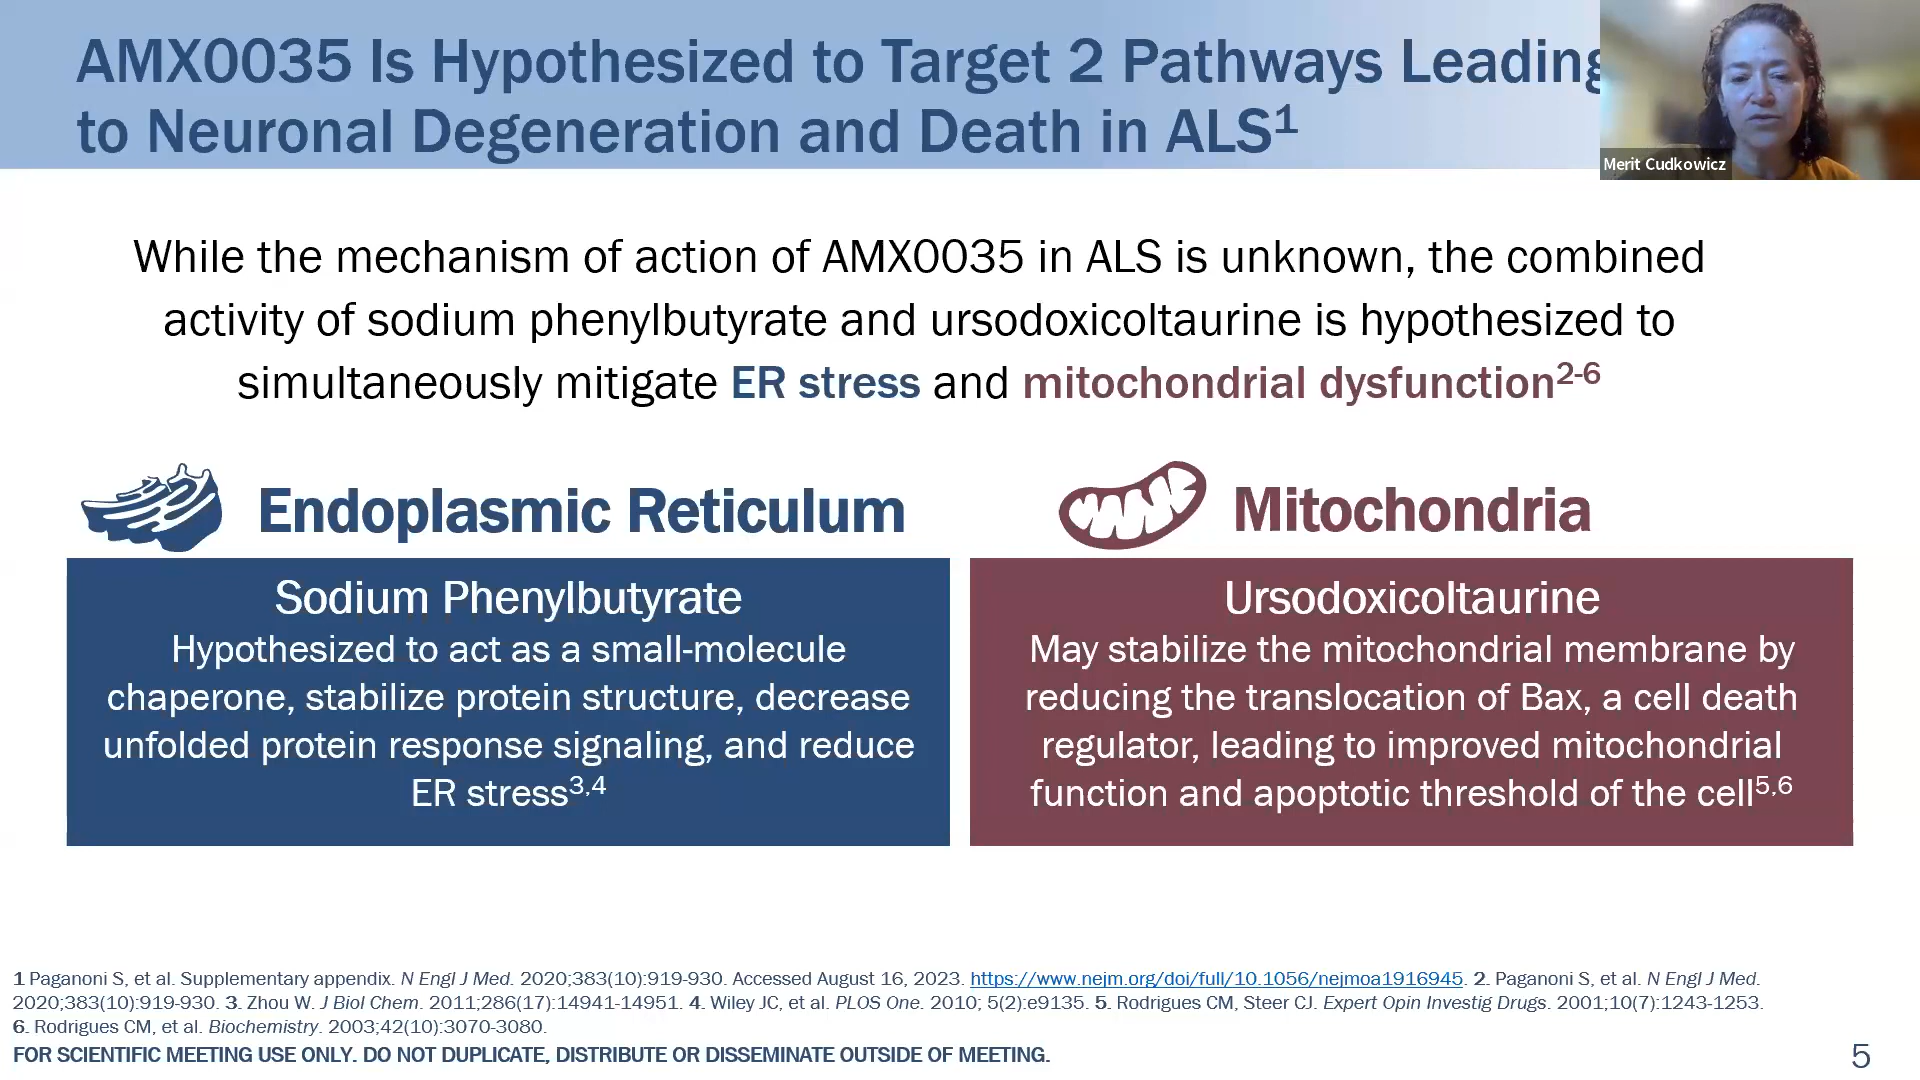 AMX0035 Is Hypothesized to Target 2 Pathways Leading
to Neuronal Degeneration and Death in ALS¹
Merit Cudkowicz
While the mechanism of action of AMX0035 in ALS is unknown, the combined
activity of sodium phenylbutyrate and ursodoxicoltaurine is hypothesized to
simultaneously mitigate ER stress and mitochondrial dysfunction²⁻⁶
Endoplasmic Reticulum
Sodium Phenylbutyrate
Hypothesized to act as a small-molecule
chaperone, stabilize protein structure, decrease
unfolded protein response signaling, and reduce
ER stress³,⁴
Mitochondria
Ursodoxicoltaurine
May stabilize the mitochondrial membrane by
reducing the translocation of Bax, a cell death
regulator, leading to improved mitochondrial
function and apoptotic threshold of the cell⁵,⁶
1 Paganoni S, et al. Supplementary appendix. N Engl J Med. 2020;383(10):919-930. Accessed August 16, 2023. https://www.nejm.org/doi/full/10.1056/nejmoa1916945. 2. Paganoni S, et al. N Engl J Med.
2020;383(10):919-930. 3. Zhou W. J Biol Chem. 2011;286(17):14941-14951. 4. Wiley JC, et al. PLOS One. 2010; 5(2):e9135. 5. Rodrigues CM, Steer CJ. Expert Opin Investig Drugs. 2001;10(7):1243-1253.
6. Rodrigues CM, et al. Biochemistry. 2003;42(10):3070-3080.
FOR SCIENTIFIC MEETING USE ONLY. DO NOT DUPLICATE, DISTRIBUTE OR DISSEMINATE OUTSIDE OF MEETING.
5